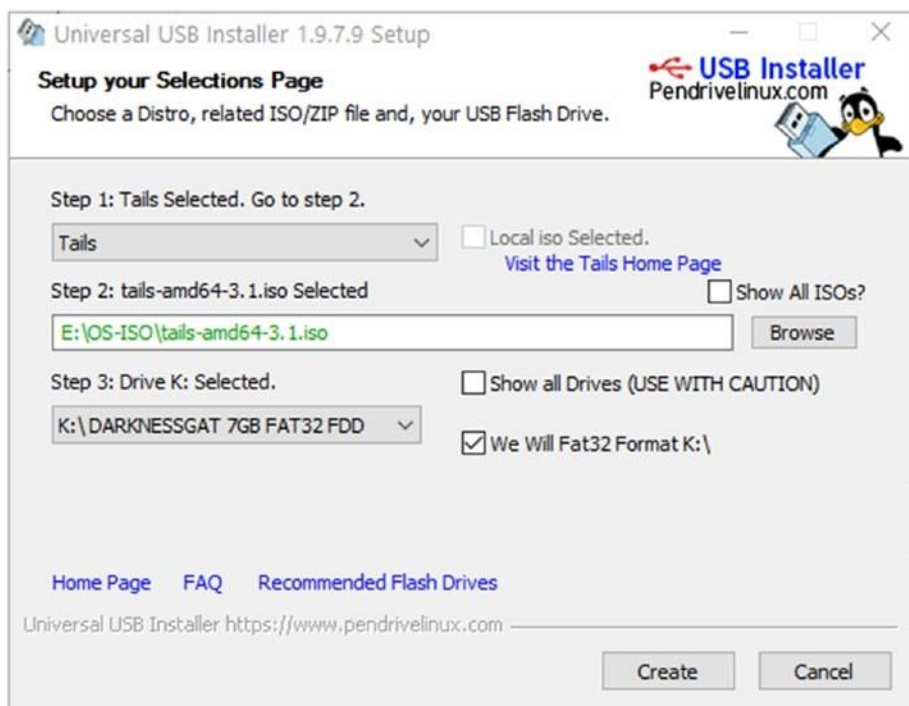 Universal USB Installer 1.9.7.9 Setup
Setup your Selections Page
Choose a Distro, related ISO/ZIP file and, your USB Flash Drive.
USB Installer
Pendrivelinux.com
Step 1: Tails Selected. Go to step 2.
Tails
Local iso Selected.
Visit the Tails Home Page
Step 2: tails-amd64-3.1.iso Selected
Show All ISOs?
E:\OS-ISO\tails-amd64-3.1.iso
Browse
Step 3: Drive K: Selected.
Show all Drives (USE WITH CAUTION)
K:\ DARKNESSGAT 7GB FAT32 FDD
We Will Fat32 Format K:\
Home Page FAQ Recommended Flash Drives
Universal USB Installer https://www.pendrivelinux.com
Create Cancel